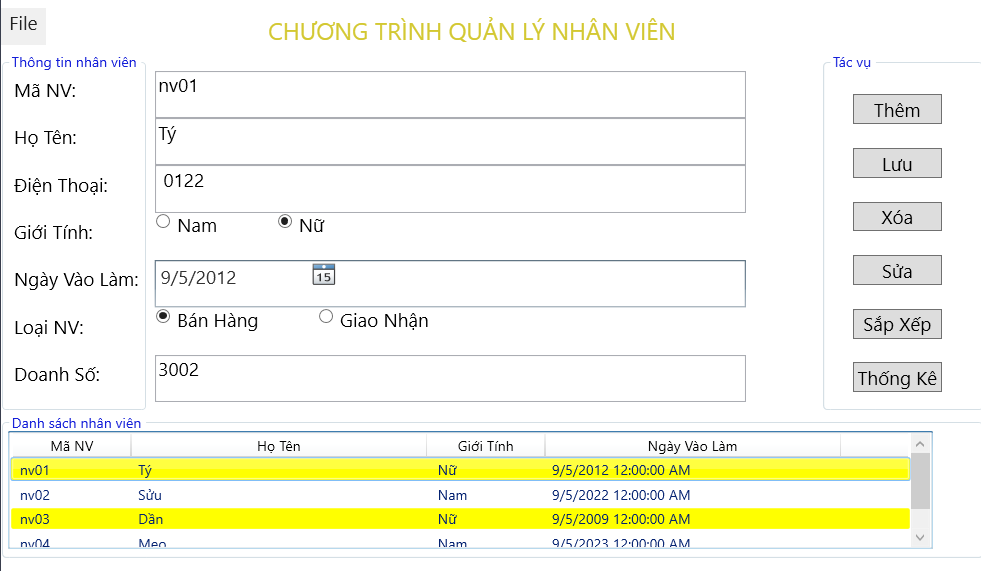 File
CHƯƠNG TRÌNH QUẢN LÝ NHÂN VIÊN
Thông tin nhân viên
Tác vụ
Mã NV: nv01
Họ Tên: Tý
Điện Thoại: 0122
Giới Tính: Nam Nữ
Ngày Vào Làm: 9/5/2012 15
Loại NV: Bán Hàng Giao Nhận
Doanh Số: 3002
Thêm
Lưu
Xóa
Sửa
Sắp Xếp
Thống Kê
Danh sách nhân viên
Mã NV Họ Tên Giới Tính Ngày Vào Làm
nv01 Tý Nữ 9/5/2012 12:00:00 AM
nv02 Sửu Nam 9/5/2022 12:00:00 AM
nv03 Dần Nữ 9/5/2009 12:00:00 AM
nv04 Mẹo Nam 9/5/2023 12:00:00 AM